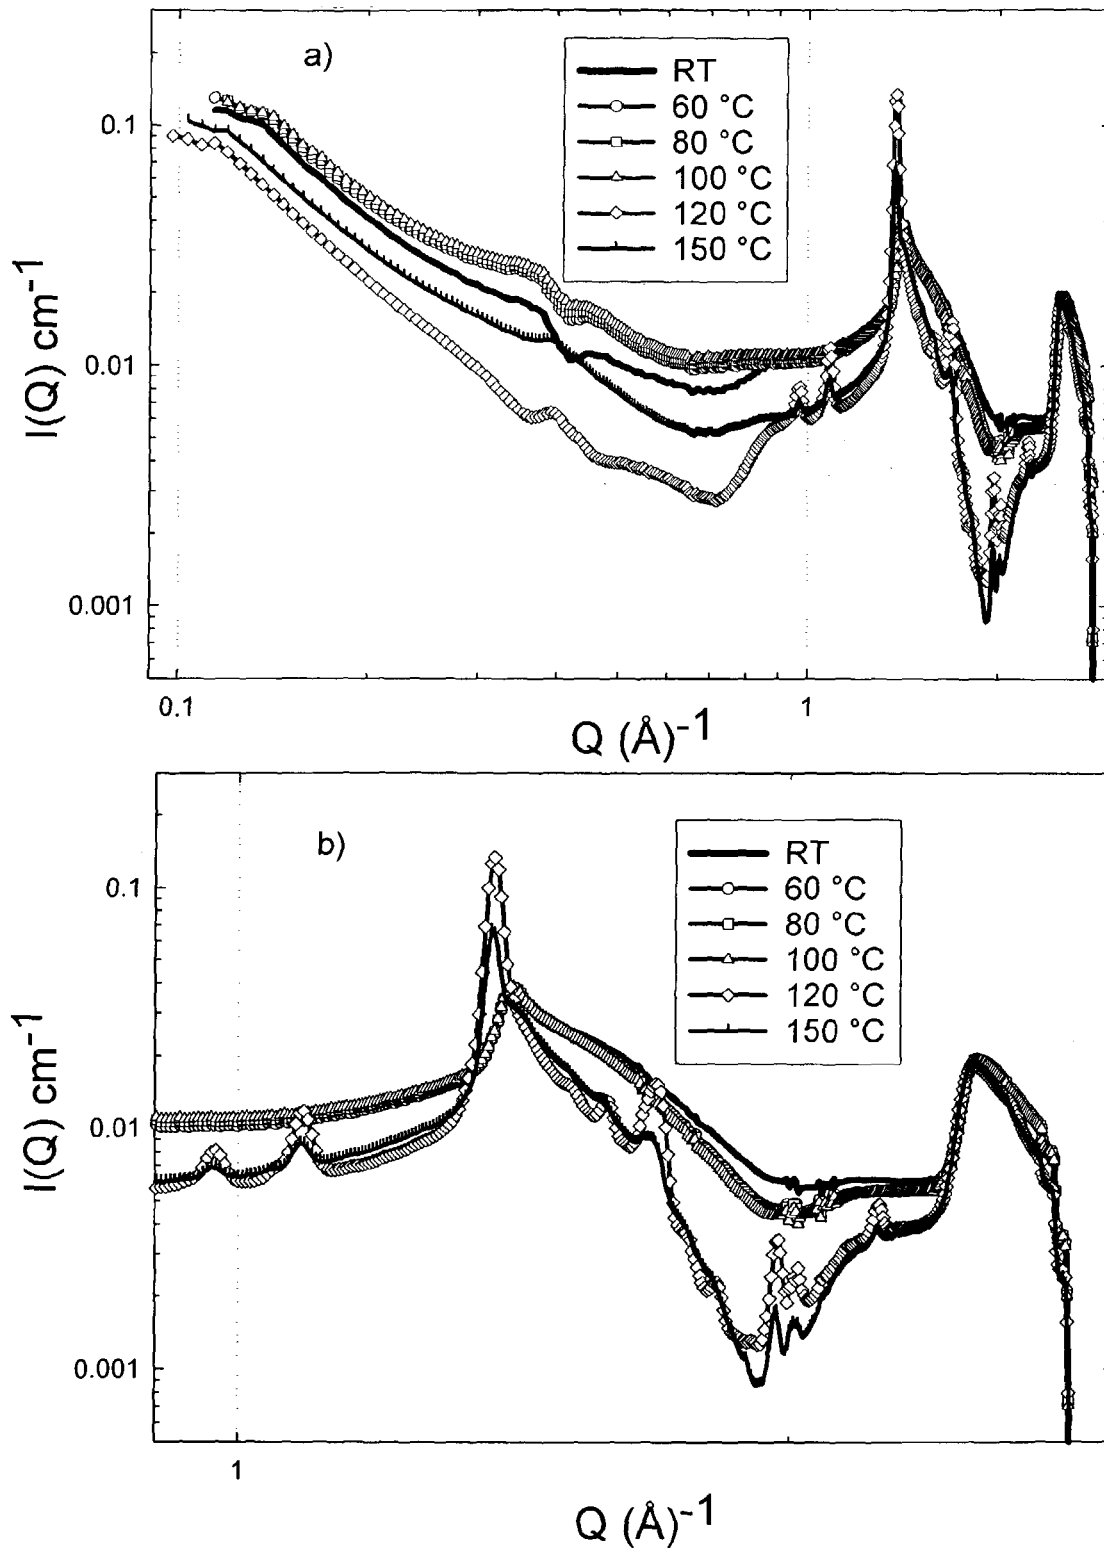 a)
RT
60 °C
80 °C
100 °C
120 °C
150 °C
0.1
0.01
0.001
I(Q) cm⁻¹
0.1
1
Q (Å)⁻¹
b)
RT
60 °C
80 °C
100 °C
120 °C
150 °C
0.1
0.01
0.001
I(Q) cm⁻¹
1
Q (Å)⁻¹